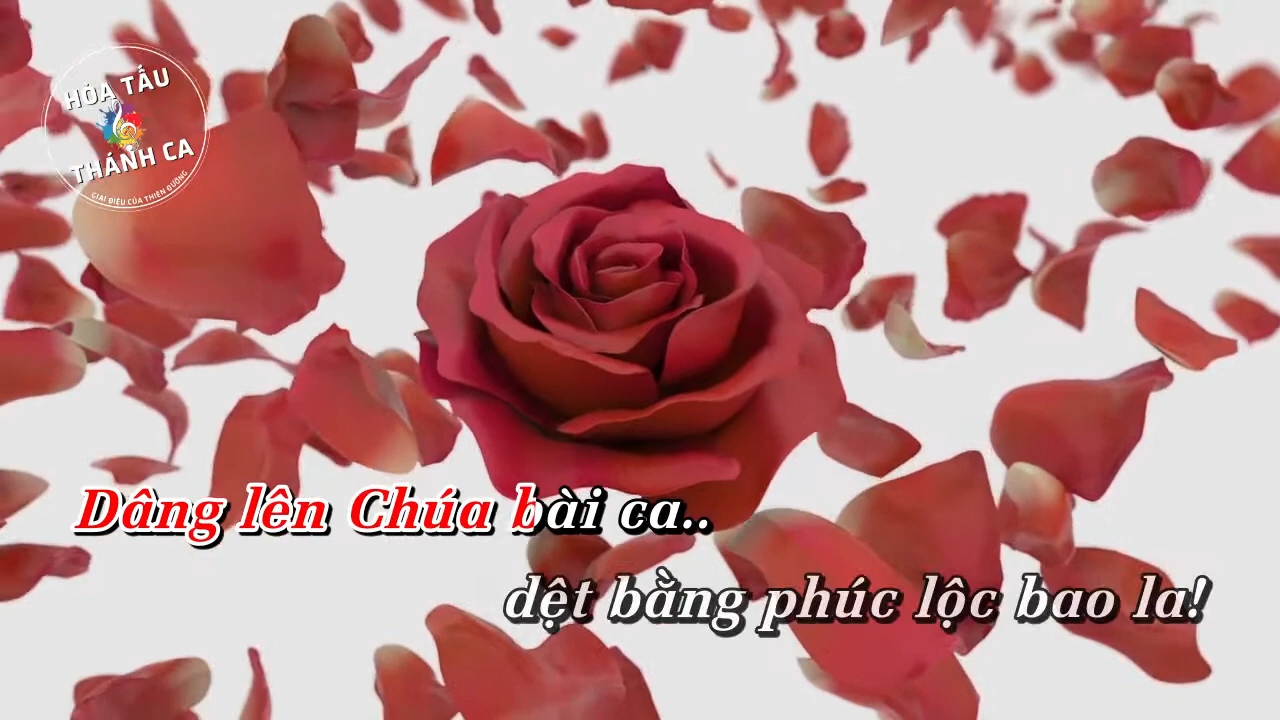 HÒA TẤU
THÁNH CA
GIAI ĐIỆU CỦA THIÊN ĐƯỜNG
Dâng lên Chúa bài ca..
dệt bằng phúc lộc bao la!